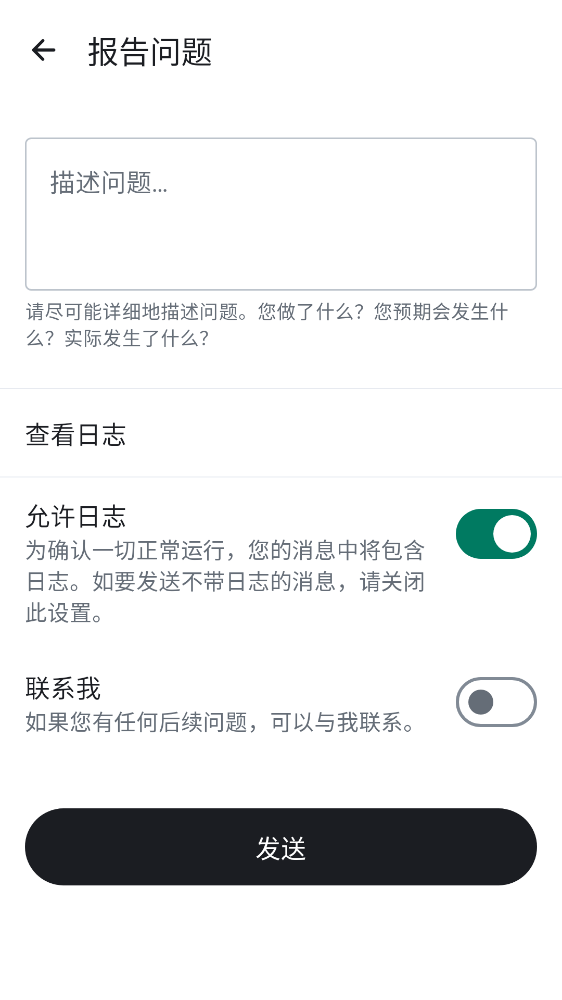 报告问题
描述问题...
请尽可能详细地描述问题。您做了什么？您预期会发生什
么？实际发生了什么？
查看日志
允许日志
为确认一切正常运行，您的消息中将包含
日志。如要发送不带日志的消息，请关闭
此设置。
联系我
如果您有任何后续问题，可以与我联系。
发送